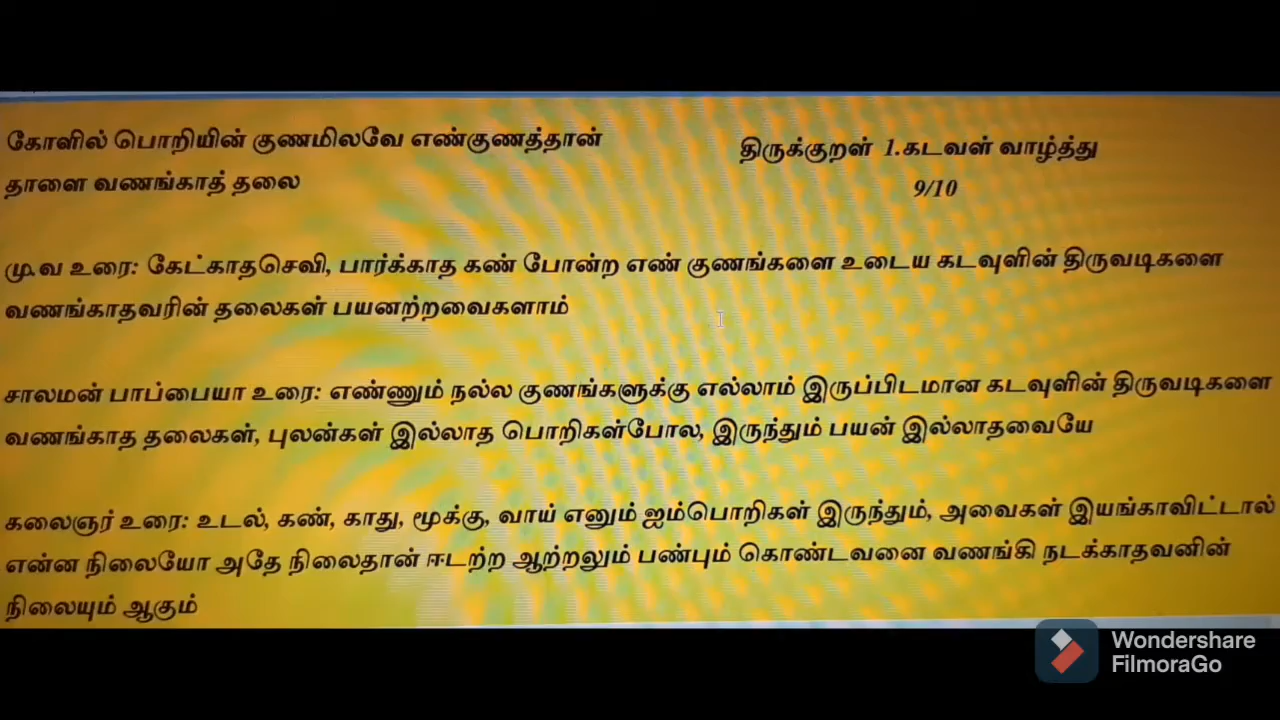 கோளில் பொறியின் குணமிலவே எண்குணத்தான்
தாளை வணங்காத் தலை
திருக்குறள் 1.கடவள் வாழ்த்து
9/10
மு.வ உரை: கேட்காதசெவி, பார்க்காத கண் போன்ற எண் குணங்களை உடைய கடவுளின் திருவடிகளை
வணங்காதவரின் தலைகள் பயனற்றவைகளாம்
சாலமன் பாப்பையா உரை: எண்ணும் நல்ல குணங்களுக்கு எல்லாம் இருப்பிடமான கடவுளின் திருவடிகளை
வணங்காத தலைகள், புலன்கள் இல்லாத பொறிகள்போல, இருந்தும் பயன் இல்லாதவையே
கலைஞர் உரை: உடல், கண், காது, மூக்கு, வாய் எனும் ஐம்பொறிகள் இருந்தும், அவைகள் இயங்காவிட்டால்
என்ன நிலையோ அதே நிலைதான் ஈடற்ற ஆற்றலும் பண்பும் கொண்டவனை வணங்கி நடக்காதவனின்
நிலையும் ஆகும்
Wondershare
FilmoraGo